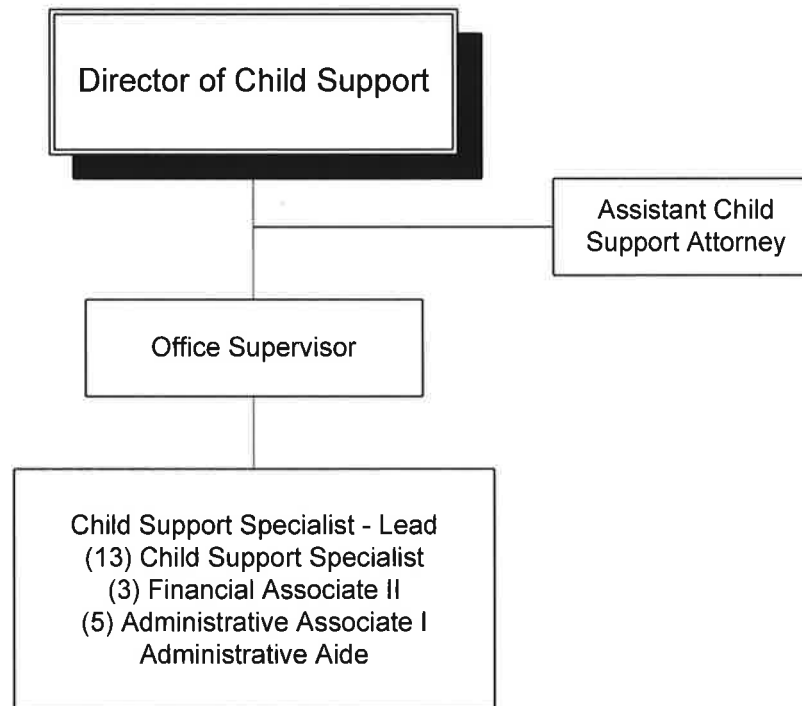 Director of Child Support
Assistant Child
Support Attorney
Office Supervisor
Child Support Specialist - Lead
(13) Child Support Specialist
(3) Financial Associate II
(5) Administrative Associate I
Administrative Aide